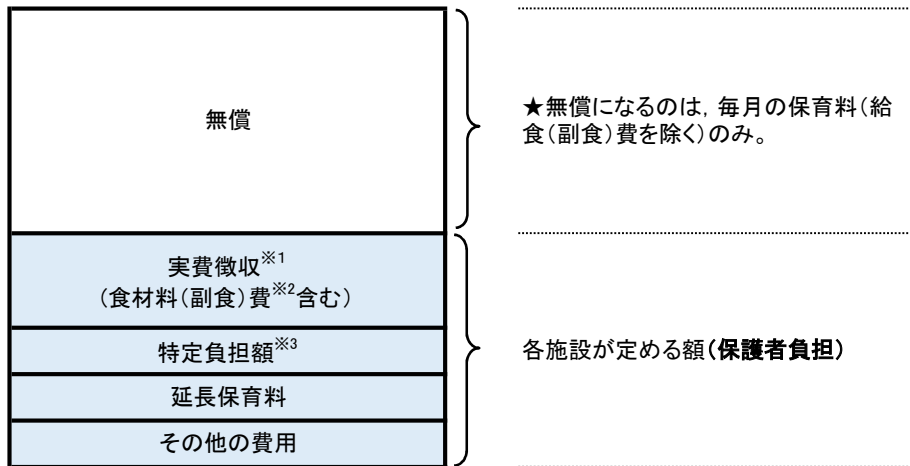 無償
★無償になるのは，毎月の保育料（給
食（副食）費を除く）のみ。
実費徴収※1
（食材料（副食）費※2含む）
特定負担額※3
延長保育料
その他の費用
各施設が定める額（保護者負担）